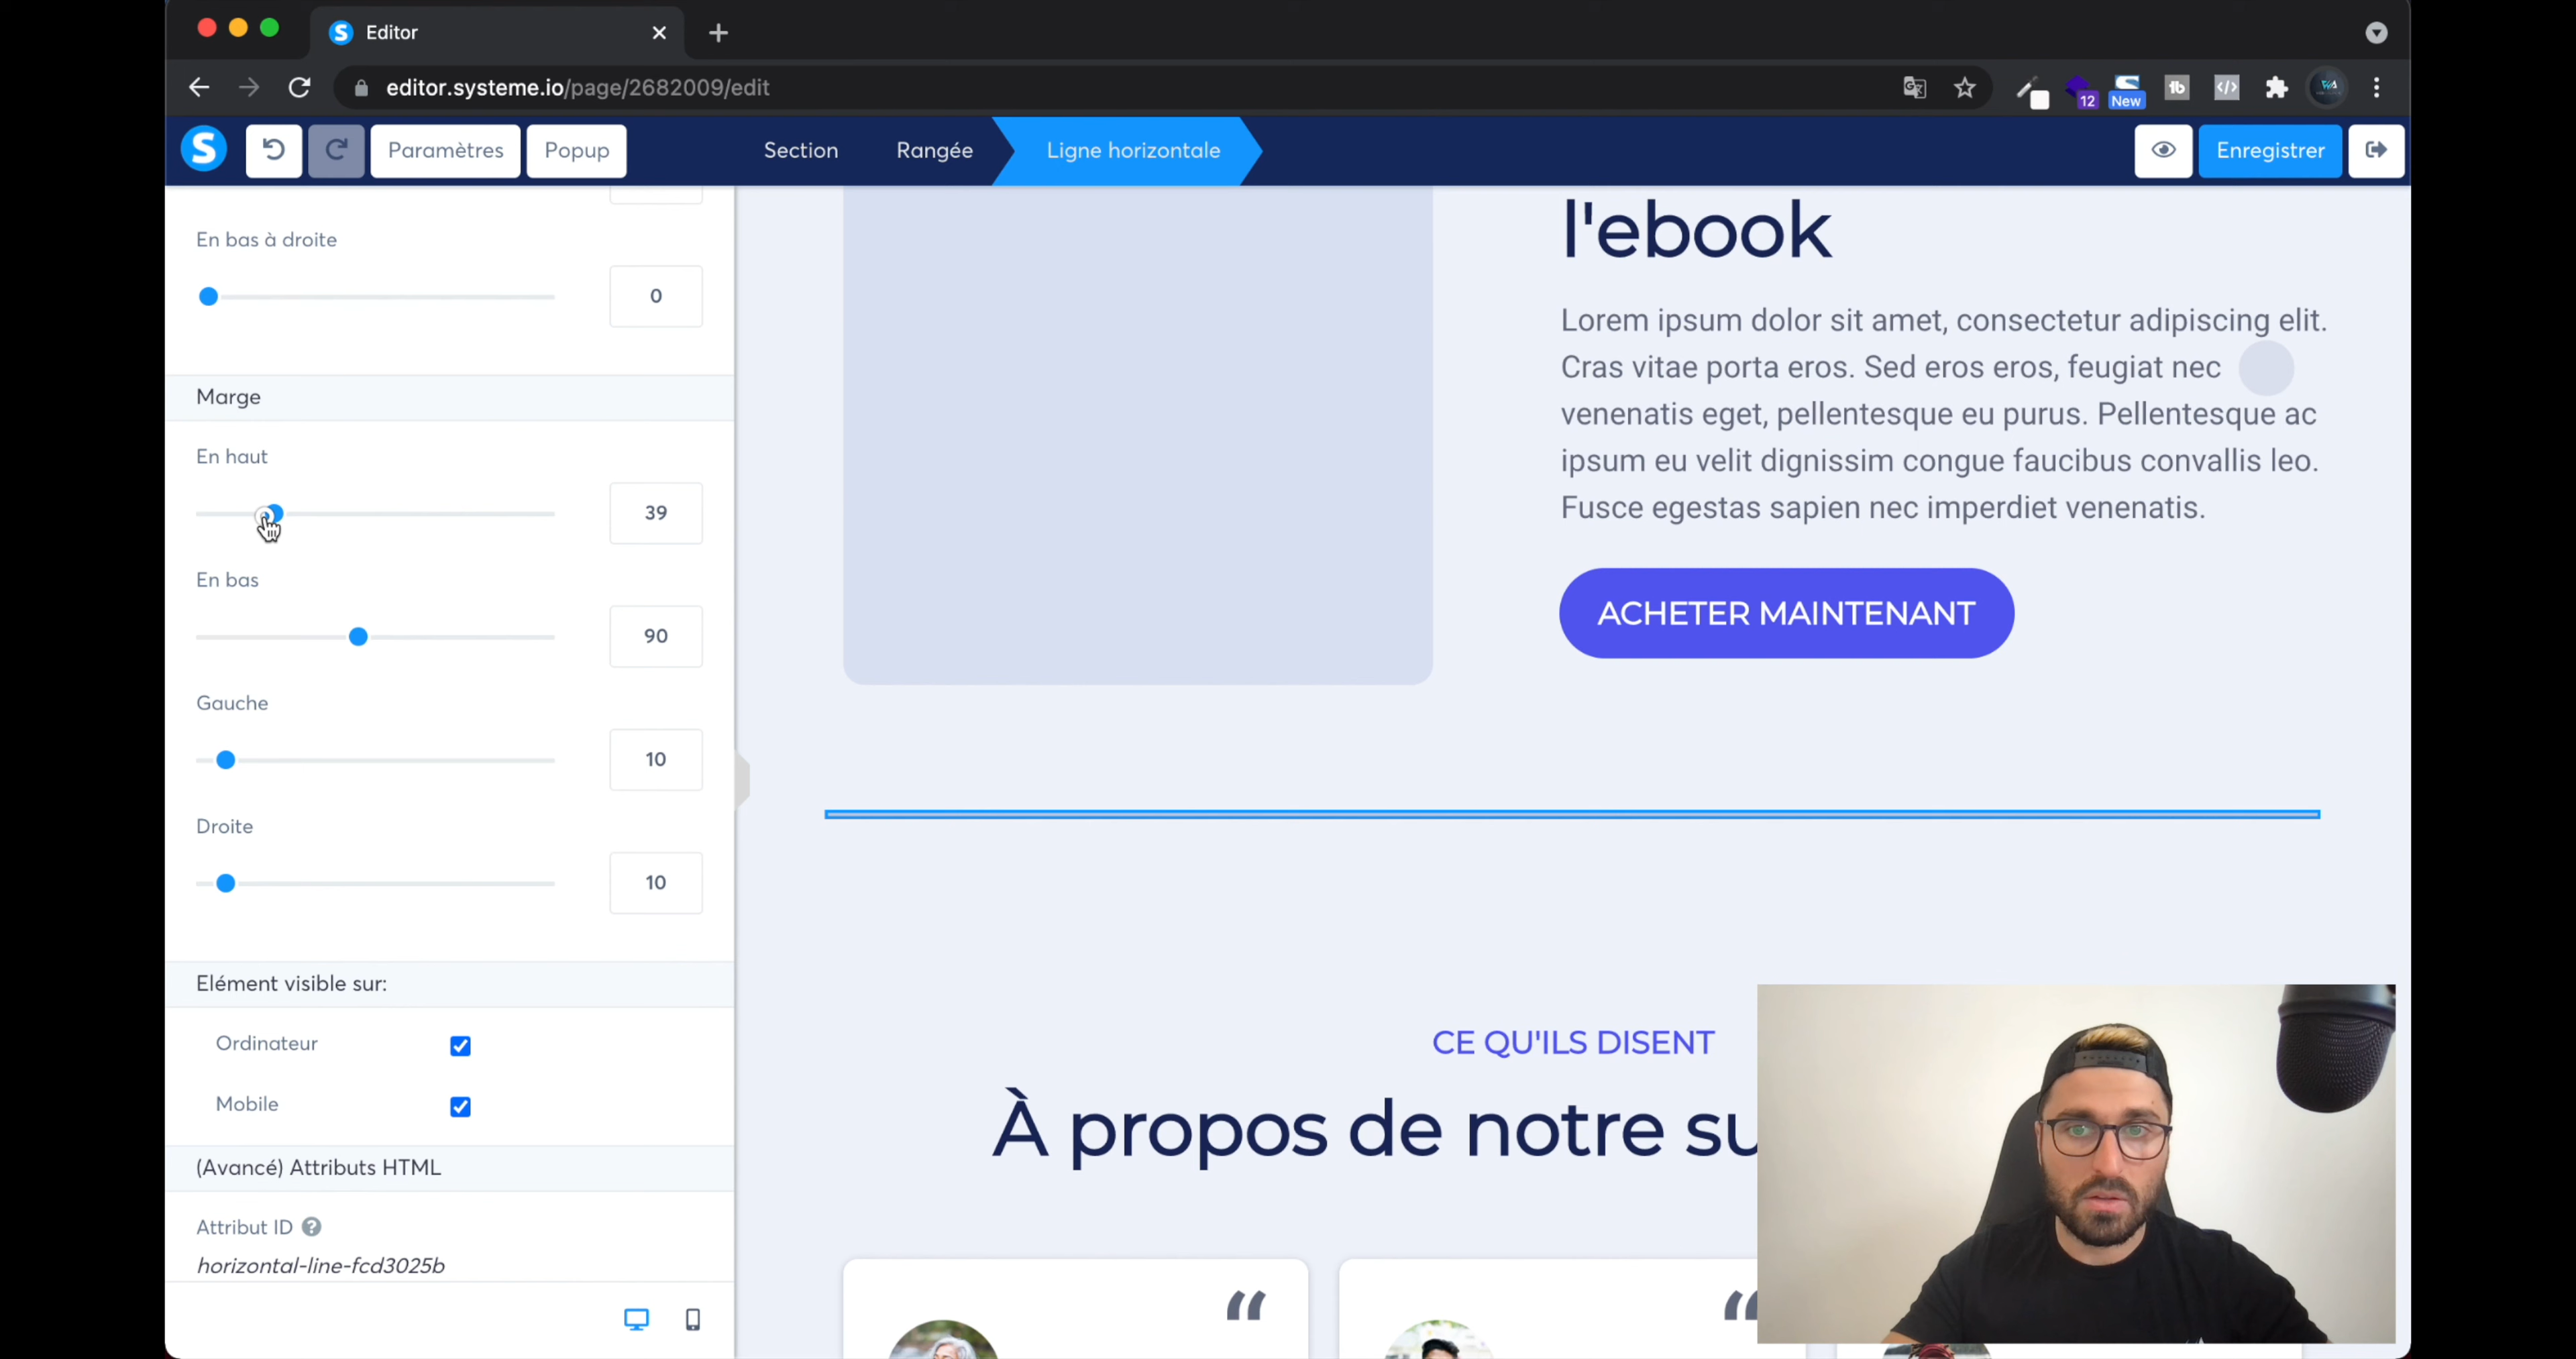 Editor
editor.systeme.io/page/2682009/edit
12
New
tb
</>
WA
S
Paramètres
Popup
Section
Rangée
Ligne horizontale
Enregistrer
En bas à droite
0
Marge
En haut
39
En bas
90
Gauche
10
Droite
10
Elément visible sur:
Ordinateur
Mobile
(Avancé) Attributs HTML
Attribut ID ?
horizontal-line-fcd3025b
l'ebook
Lorem ipsum dolor sit amet, consectetur adipiscing elit.
Cras vitae porta eros. Sed eros eros, feugiat nec
venenatis eget, pellentesque eu purus. Pellentesque ac
ipsum eu velit dignissim congue faucibus convallis leo.
Fusce egestas sapien nec imperdiet venenatis.
ACHETER MAINTENANT
CE QU'ILS DISENT
À propos de notre su